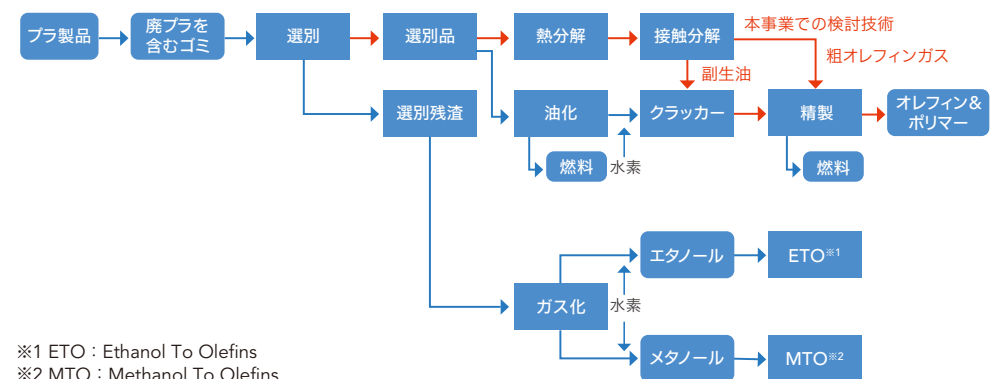 プラ製品
廃プラを
含むゴミ
選別
選別品
熱分解
接触分解
本事業での検討技術
粗オレフィンガス
副生油
選別残渣
油化
クラッカー
精製
オレフィン&
ポリマー
燃料
水素
燃料
エタノール
ETO※1
ガス化
水素
メタノール
MTO※2
※1 ETO：Ethanol To Olefins
※2 MTO：Methanol To Olefins